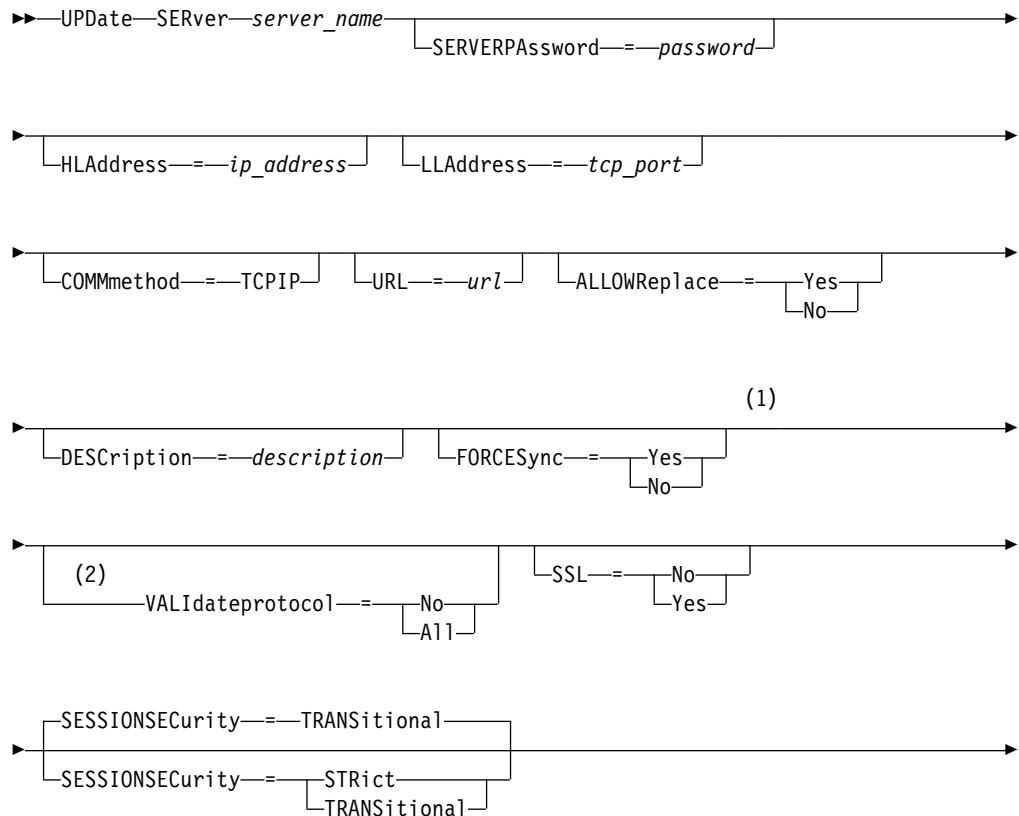 UPDate SERver server_name
SERVERPAssword = password
HLAddress = ip_address LLAddress = tcp_port
COMMmethod = TCPIP URL = url ALLOWReplace = Yes
No
(1)
DESCription = description FORCESync = Yes
No
(2)
VALIdateprotocol = No
All
SSL = No
Yes
SESSIONSECurity = TRANSitional
SESSIONSECurity = STRict
TRANSitional